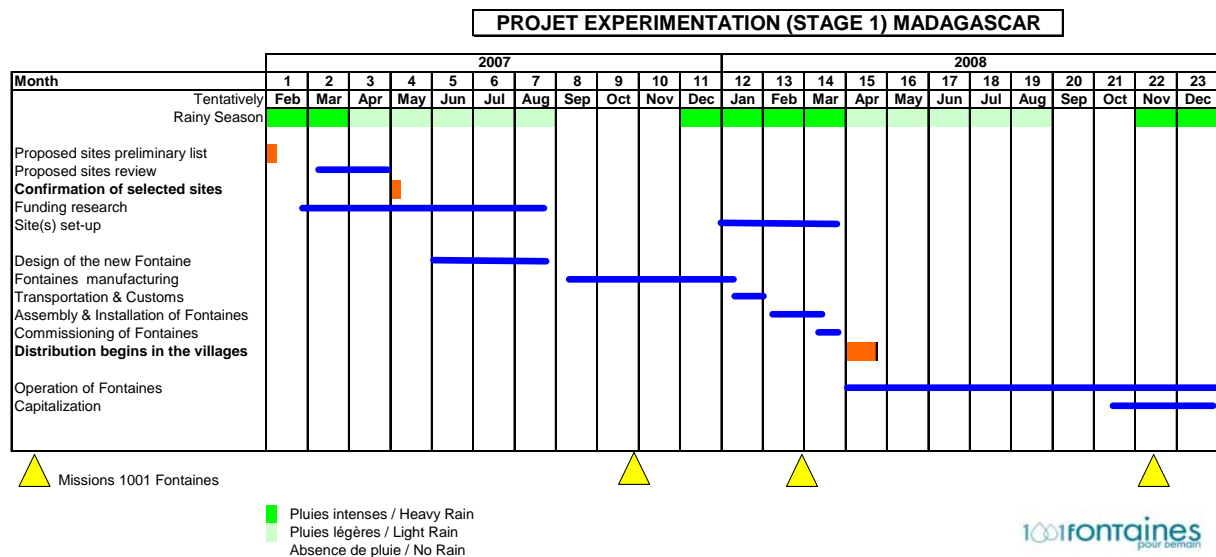 PROJET EXPERIMENTATION (STAGE 1) MADAGASCAR
2007 2008
Month 1 2 3 4 5 6 7 8 9 10 11 12 13 14 15 16 17 18 19 20 21 22 23
Tentatively Feb Mar Apr May Jun Jul Aug Sep Oct Nov Dec Jan Feb Mar Apr May Jun Jul Aug Sep Oct Nov Dec
Rainy Season
Proposed sites preliminary list
Proposed sites review
Confirmation of selected sites
Funding research
Site(s) set-up
Design of the new Fontaine
Fontaines manufacturing
Transportation & Customs
Assembly & Installation of Fontaines
Commissioning of Fontaines
Distribution begins in the villages
Operation of Fontaines
Capitalization
Missions 1001 Fontaines
Pluies intenses / Heavy Rain
Pluies légères / Light Rain
Absence de pluie / No Rain
1001fontaines
pour demain